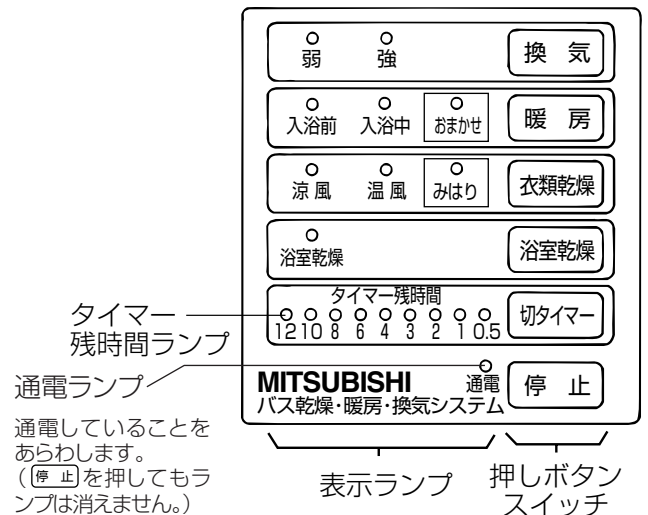 弱 強 換 気
入浴前 入浴中 おまかせ 暖 房
涼風 温風 みはり 衣類乾燥
浴室乾燥 浴室乾燥
タイマー残時間
12 10 8 6 4 3 2 1 0.5 切タイマー
MITSUBISHI 通電 停 止
バス乾燥・暖房・換気システム
タイマー
残時間ランプ
通電ランプ
通電していることを
あらわします。
(停止を押してもラ
ンプは消えません。)
表示ランプ
押しボタン
スイッチ